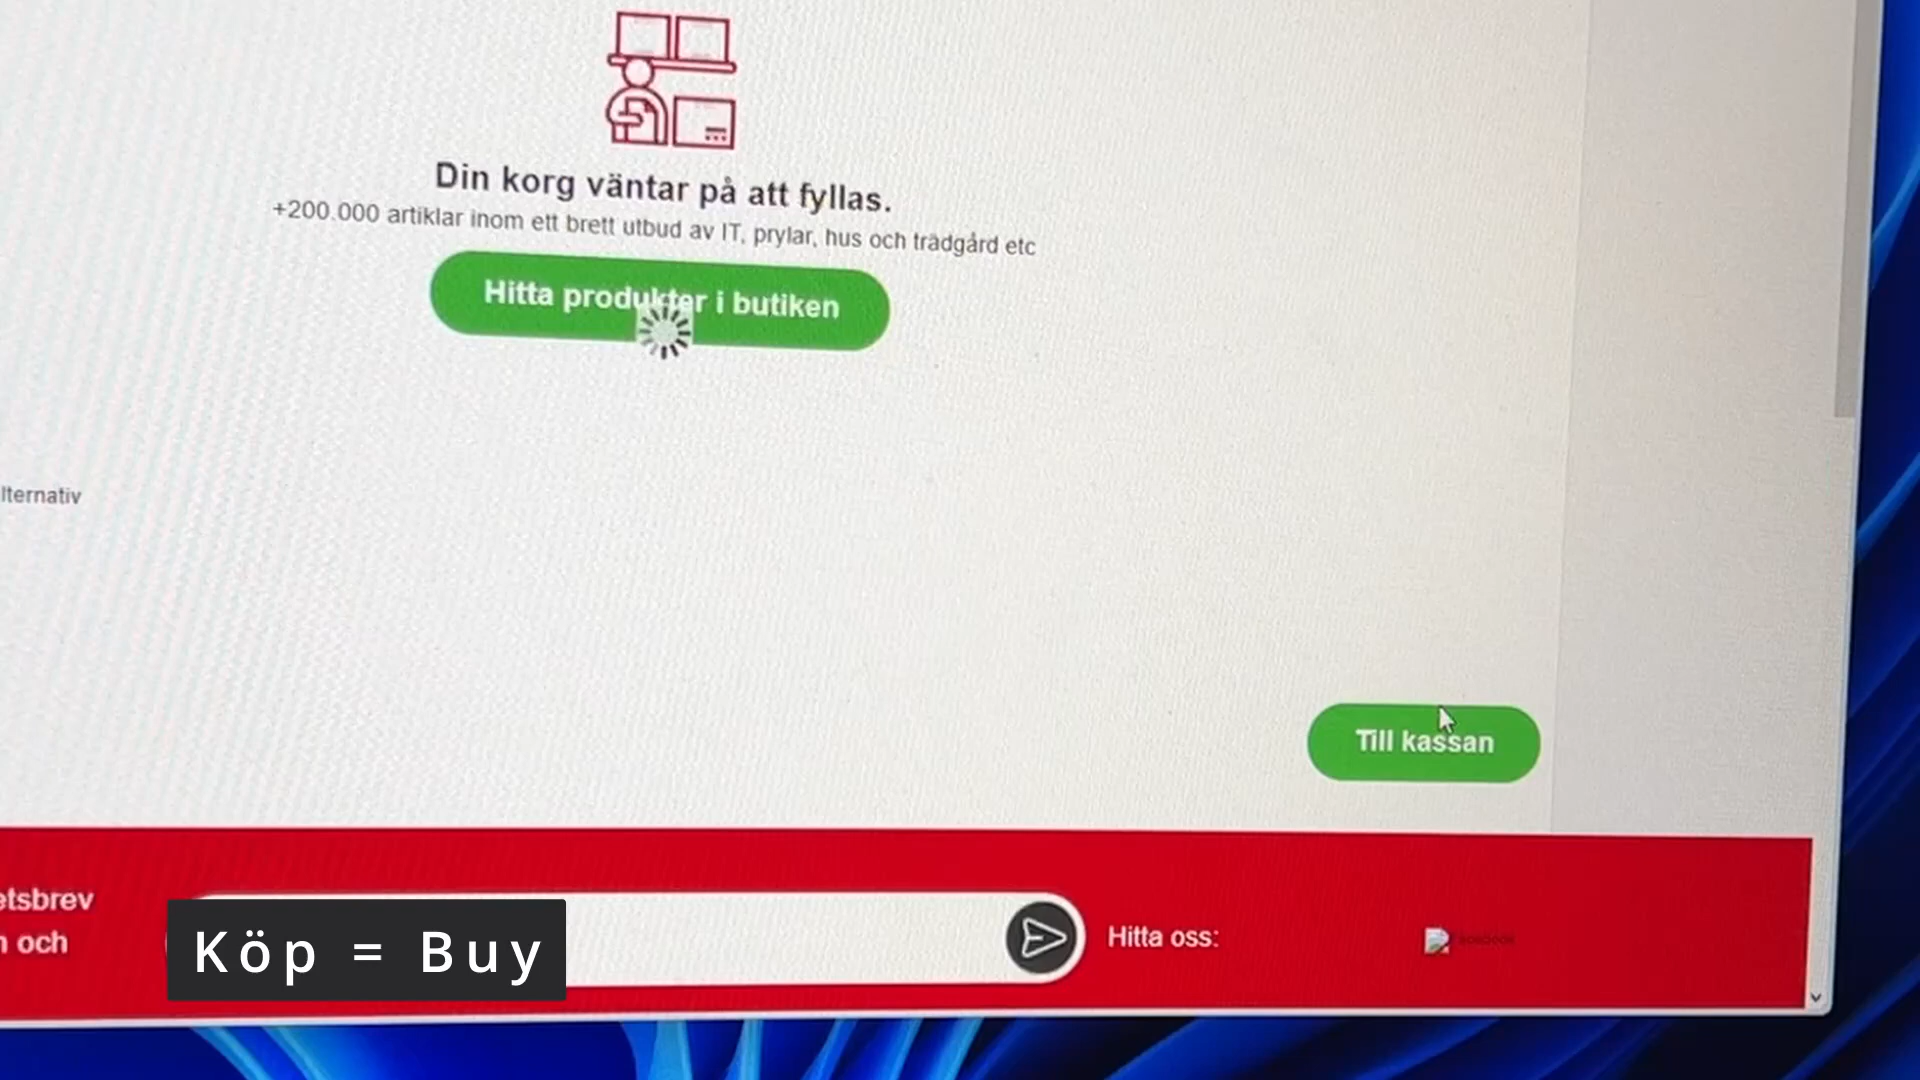 Din korg väntar på att fyllas.
+200.000 artiklar inom ett brett utbud av IT, prylar, hus och trädgård etc
Hitta produkter i butiken
lternativ
Till kassan
etsbrev
n och
Hitta oss:
Facebook
Köp = Buy